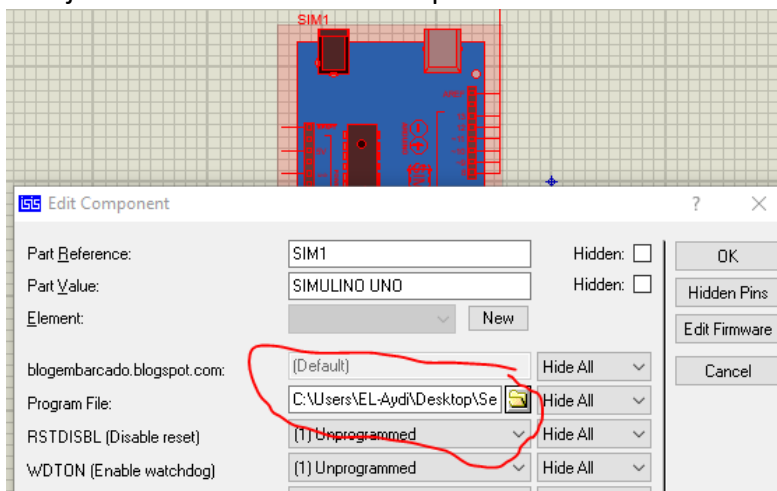 SIM1
Edit Component
? ×
Part Reference:
SIM1
Hidden:
OK
Part Value:
SIMULINO UNO
Hidden:
Hidden Pins
Element:
New
Edit Firmware
blogembarcado.blogspot.com:
(Default)
Hide All
Cancel
Program File:
C:\Users\EL-Aydi\Desktop\Se
Hide All
RSTDISBL (Disable reset)
(1) Unprogrammed
Hide All
WDTON (Enable watchdog)
(1) Unprogrammed
Hide All